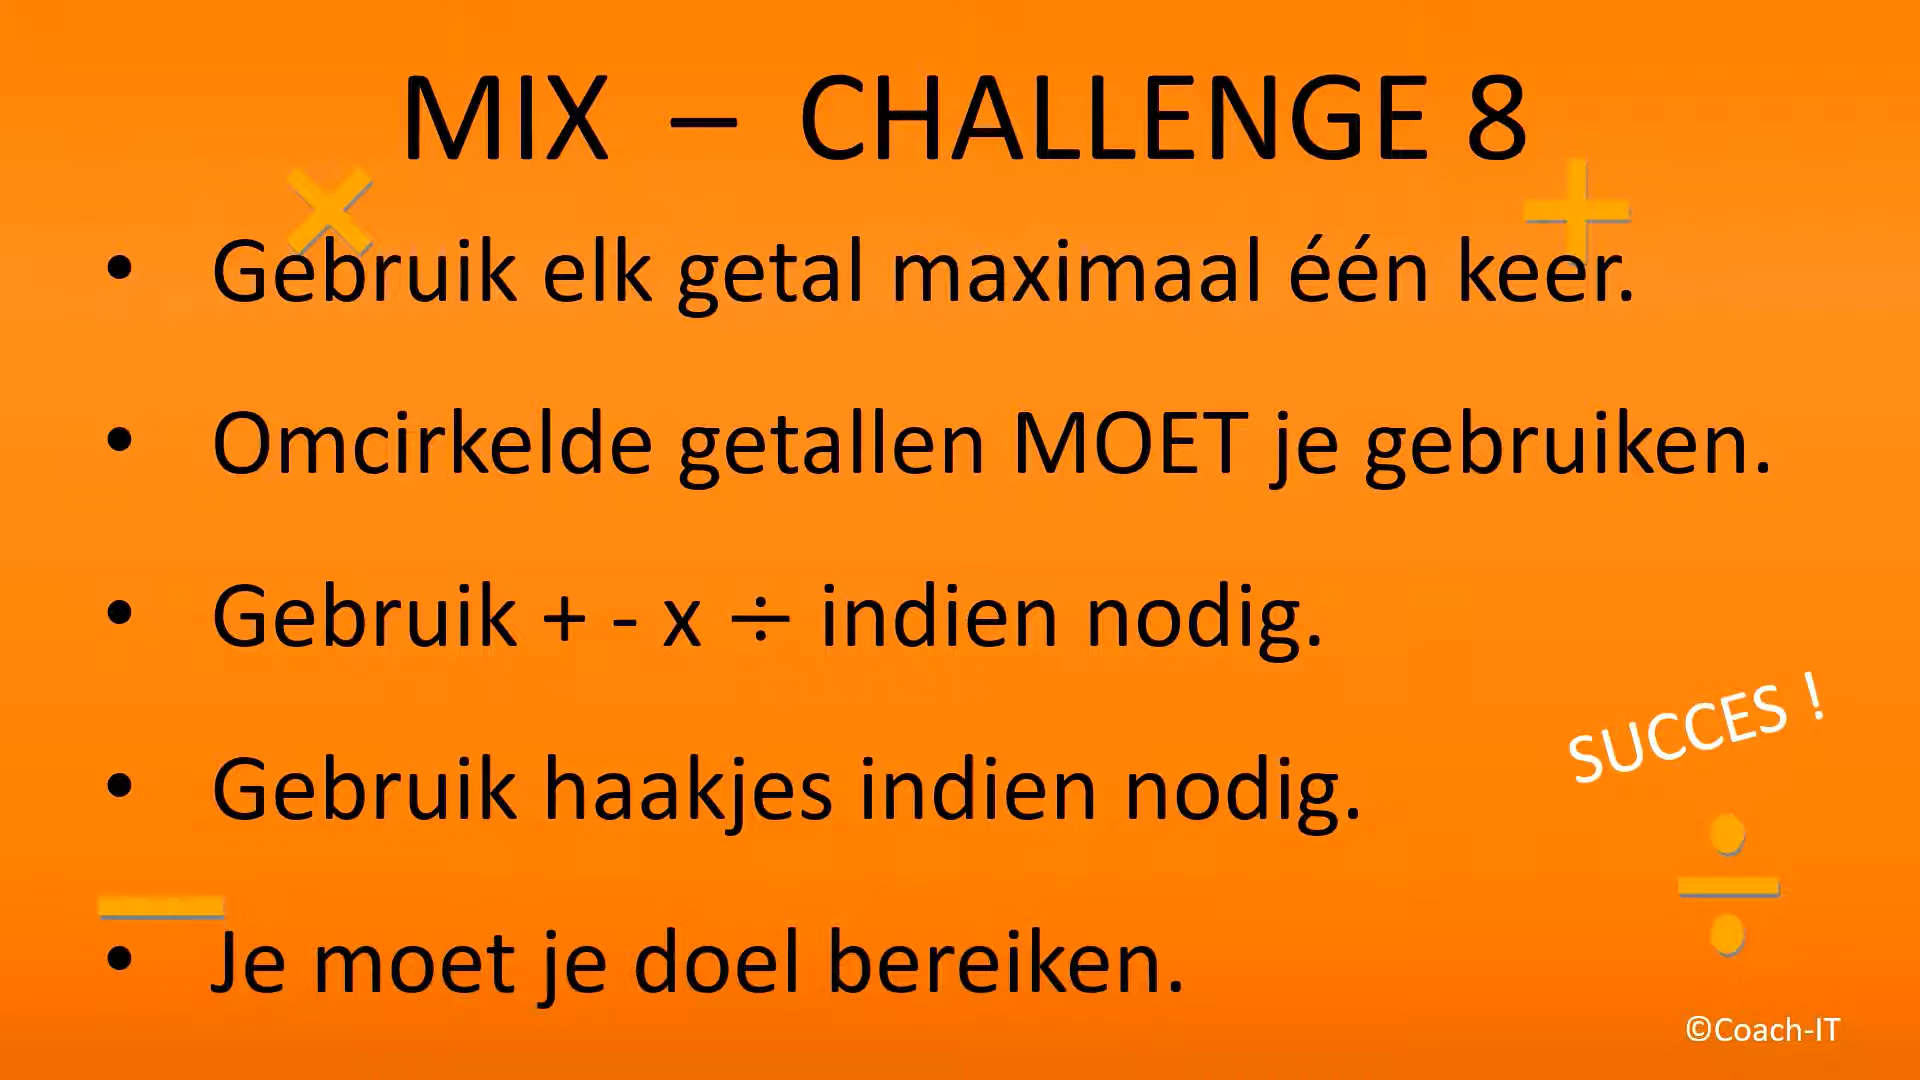 MIX – CHALLENGE 8
• Gebruik elk getal maximaal één keer.
• Omcirkelde getallen MOET je gebruiken.
• Gebruik + - x ÷ indien nodig.
SUCCES !
• Gebruik haakjes indien nodig.
• Je moet je doel bereiken.
©Coach-IT